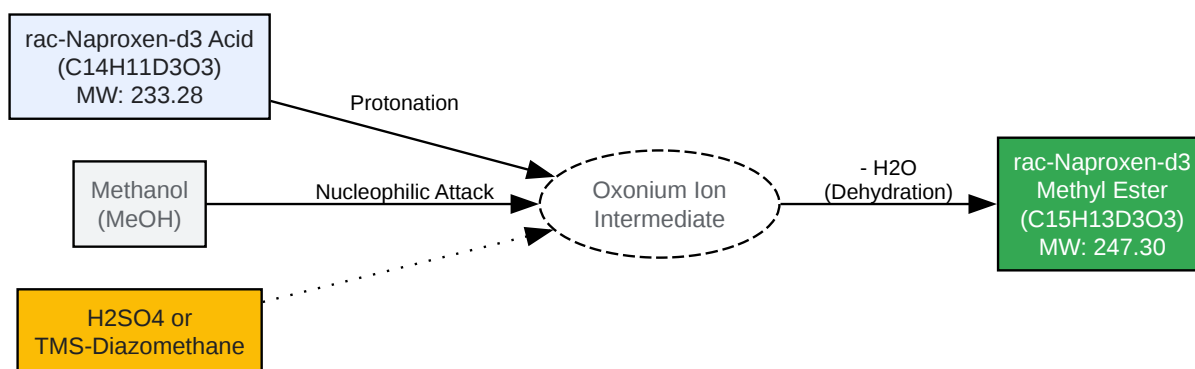 rac-Naproxen-d3 Acid
(C14H11D3O3)
MW: 233.28
Protonation
Methanol
(MeOH)
Nucleophilic Attack
Oxonium Ion
Intermediate
- H2O
(Dehydration)
rac-Naproxen-d3
Methyl Ester
(C15H13D3O3)
MW: 247.30
H2SO4 or
TMS-Diazomethane